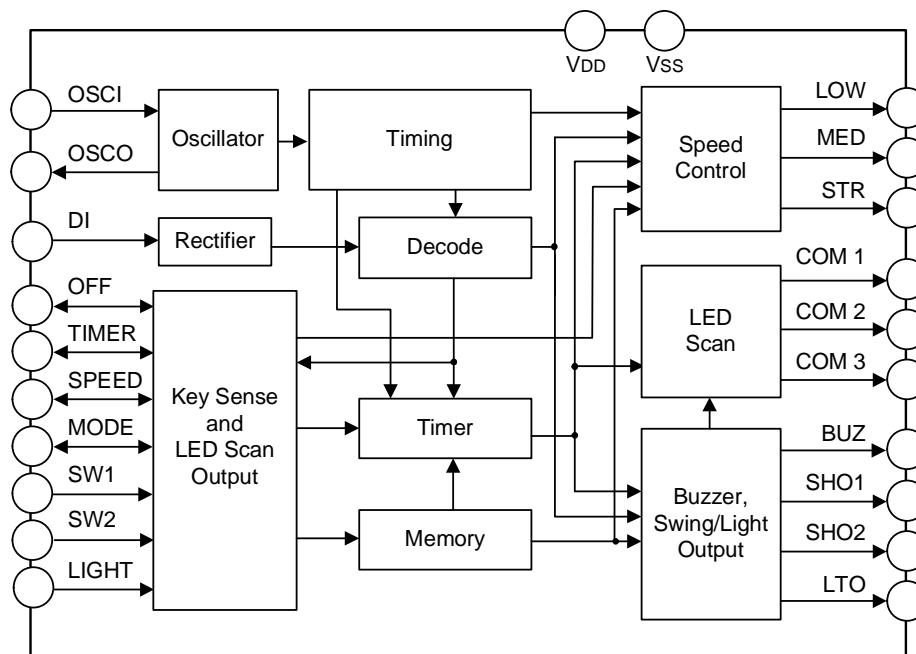 VDD
VSS
OSCI
OSCO
DI
OFF
TIMER
SPEED
MODE
SW1
SW2
LIGHT
Oscillator
Timing
Rectifier
Decode
Key Sense
and
LED Scan
Output
Timer
Memory
Speed
Control
LED
Scan
Buzzer,
Swing/Light
Output
LOW
MED
STR
COM 1
COM 2
COM 3
BUZ
SHO1
SHO2
LTO